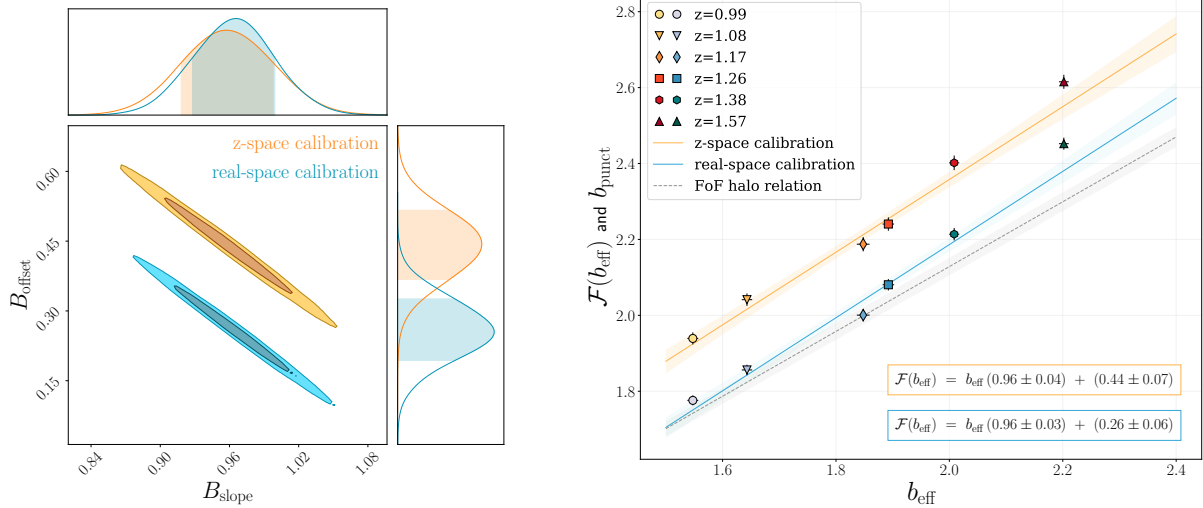 z-space calibration
real-space calibration
0.60
0.45
0.30
0.15
B_offset
0.84
0.90
0.96
1.02
1.08
B_slope
z=0.99
z=1.08
z=1.17
z=1.26
z=1.38
z=1.57
z-space calibration
real-space calibration
FoF halo relation
2.8
2.6
2.4
2.2
2.0
1.8
ℱ(b_eff) and b_punct
ℱ(b_eff) = b_eff (0.96 ± 0.04) + (0.44 ± 0.07)
ℱ(b_eff) = b_eff (0.96 ± 0.03) + (0.26 ± 0.06)
1.6
1.8
2.0
2.2
2.4
b_eff